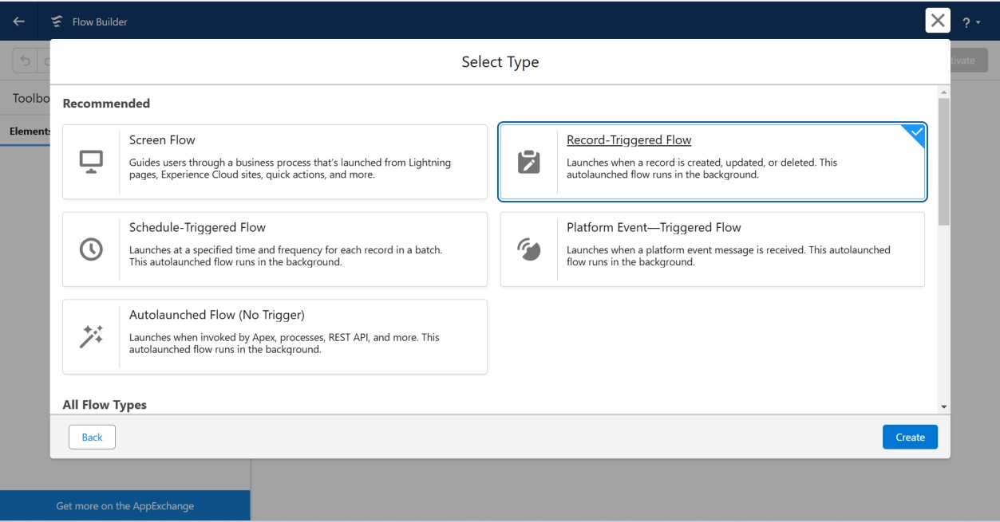 Flow Builder
?
Select Type
Toolbo
Elements
Recommended
Screen Flow
Guides users through a business process that's launched from Lightning
pages, Experience Cloud sites, quick actions, and more.
Record-Triggered Flow
Launches when a record is created, updated, or deleted. This
autolaunched flow runs in the background.
Schedule-Triggered Flow
Launches at a specified time and frequency for each record in a batch.
This autolaunched flow runs in the background.
Platform Event—Triggered Flow
Launches when a platform event message is received. This autolaunched
flow runs in the background.
Autolaunched Flow (No Trigger)
Launches when invoked by Apex, processes, REST API, and more. This
autolaunched flow runs in the background.
All Flow Types
Back
Create
Get more on the AppExchange